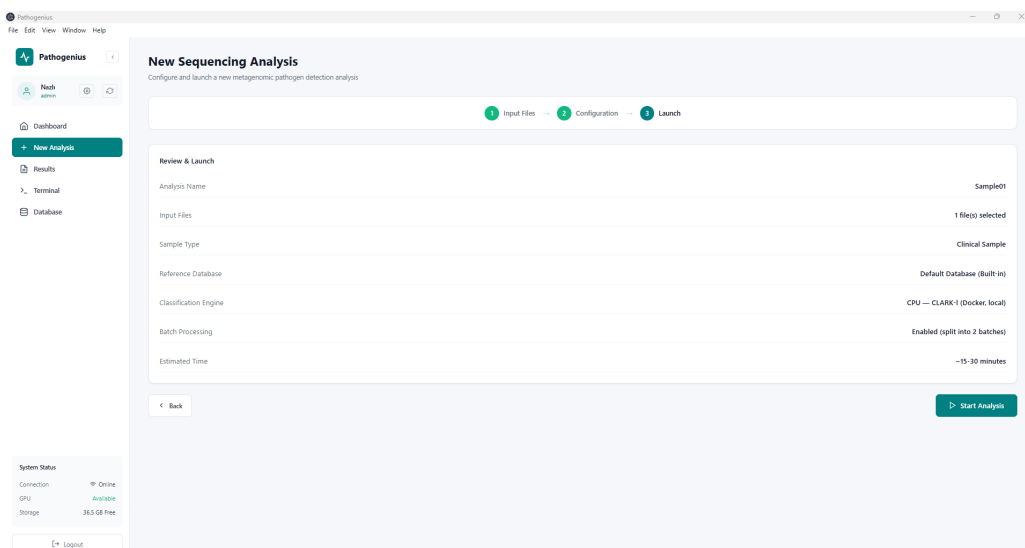 Pathogenius
File Edit View Window Help
Pathogenius
Nazlı
admin
Dashboard
New Analysis
Results
Terminal
Database
System Status
Connection Online
GPU Available
Storage 36.5 GB Free
Logout
New Sequencing Analysis
Configure and launch a new metagenomic pathogen detection analysis
1 Input Files → 2 Configuration → 3 Launch
Review & Launch
Analysis Name Sample01
Input Files 1 file(s) selected
Sample Type Clinical Sample
Reference Database Default Database (Built-in)
Classification Engine CPU — CLARK-l (Docker, local)
Batch Processing Enabled (split into 2 batches)
Estimated Time ~15-30 minutes
Back
Start Analysis